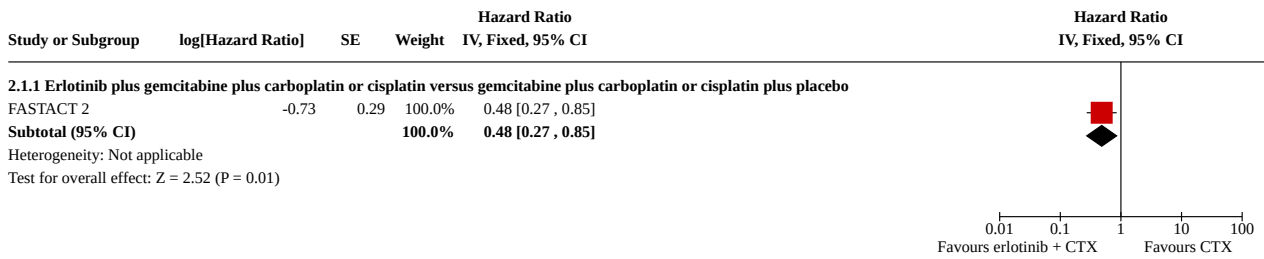 Hazard Ratio Hazard Ratio
Study or Subgroup log[Hazard Ratio] SE Weight IV, Fixed, 95% CI IV, Fixed, 95% CI
2.1.1 Erlotinib plus gemcitabine plus carboplatin or cisplatin versus gemcitabine plus carboplatin or cisplatin plus placebo
FASTACT 2 -0.73 0.29 100.0% 0.48 [0.27 , 0.85]
Subtotal (95% CI) 100.0% 0.48 [0.27 , 0.85]
Heterogeneity: Not applicable
Test for overall effect: Z = 2.52 (P = 0.01)
0.01 0.1 1 10 100
Favours erlotinib + CTX Favours CTX